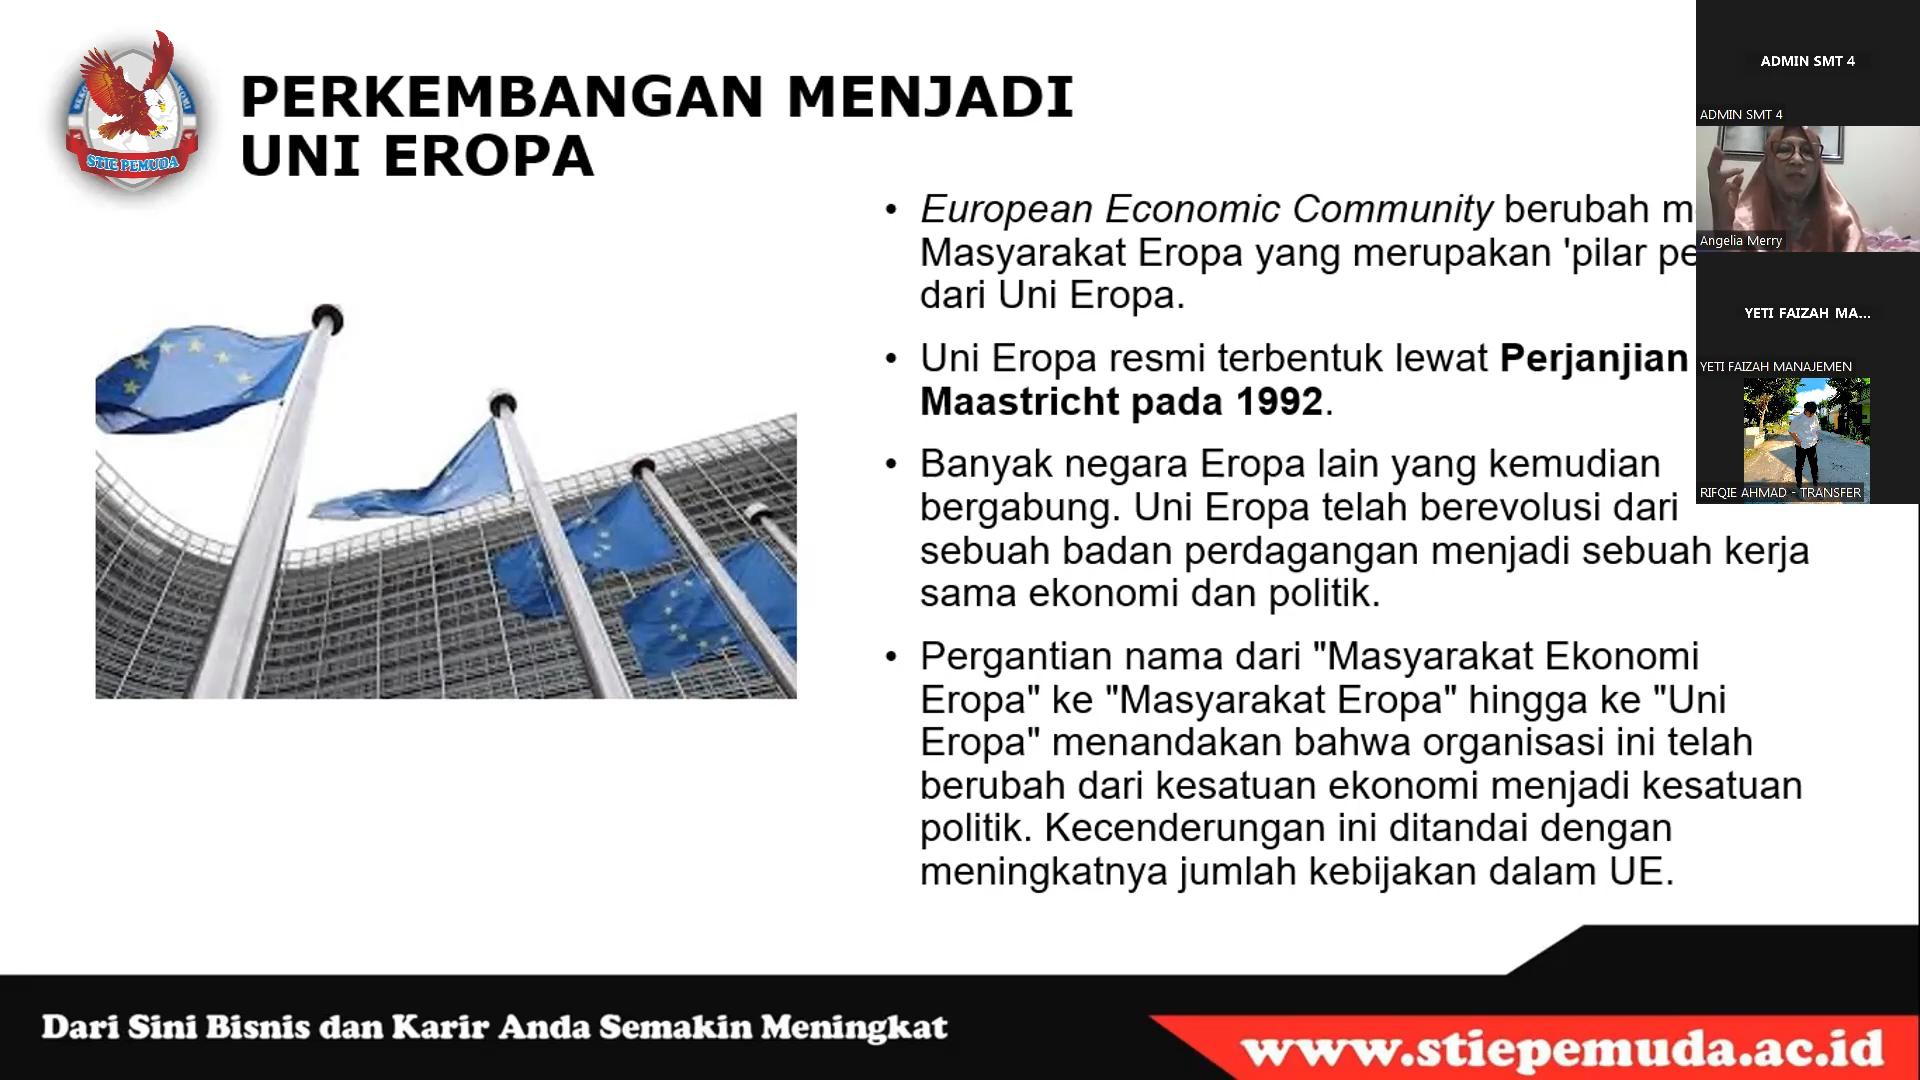 PERKEMBANGAN MENJADI
UNI EROPA
STIE PEMUDA
• European Economic Community berubah
Masyarakat Eropa yang merupakan 'pilar
dari Uni Eropa.
• Uni Eropa resmi terbentuk lewat Perjanjian
Maastricht pada 1992.
• Banyak negara Eropa lain yang kemudian
bergabung. Uni Eropa telah berevolusi dari
sebuah badan perdagangan menjadi sebuah kerja
sama ekonomi dan politik.
• Pergantian nama dari "Masyarakat Ekonomi
Eropa" ke "Masyarakat Eropa" hingga ke "Uni
Eropa" menandakan bahwa organisasi ini telah
berubah dari kesatuan ekonomi menjadi kesatuan
politik. Kecenderungan ini ditandai dengan
meningkatnya jumlah kebijakan dalam UE.
ADMIN SMT 4
ADMIN SMT 4
Angelia Merry
YETI FAIZAH MA...
YETI FAIZAH MANAJEMEN
RIFQIE AHMAD - TRANSFER
Dari Sini Bisnis dan Karir Anda Semakin Meningkat
www.stiepemuda.ac.id